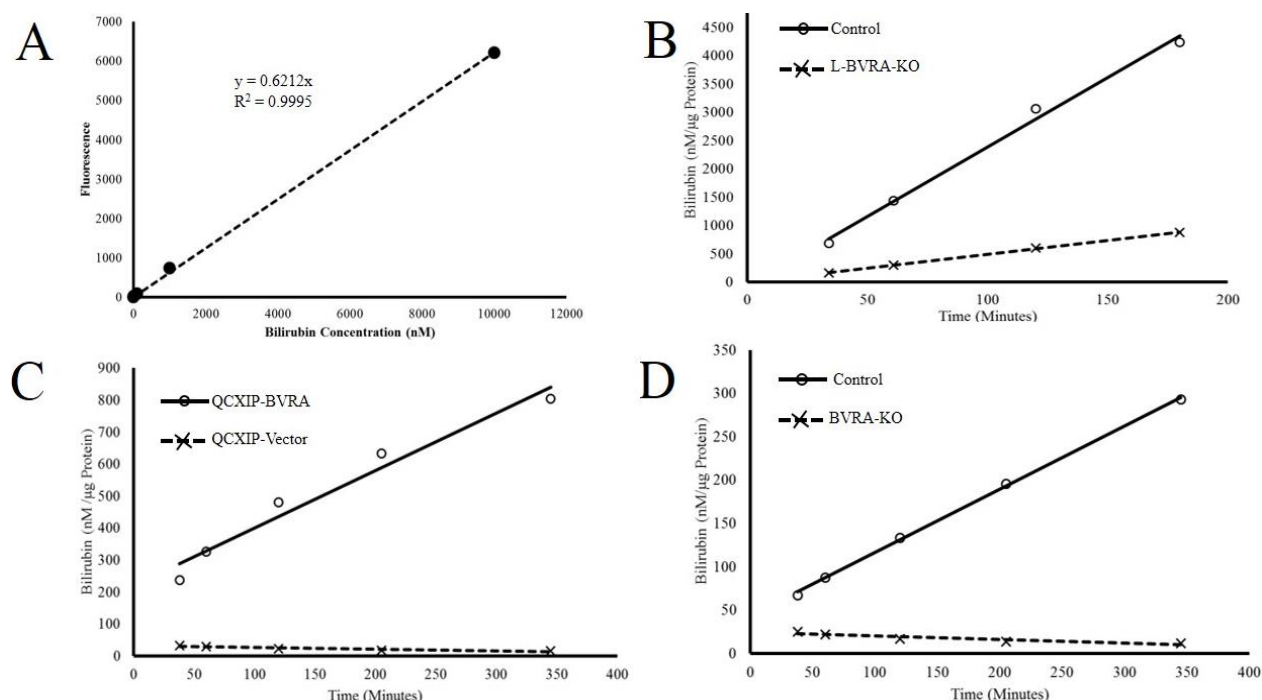 A
7000
6000
5000
4000
3000
2000
1000
0
y = 0.6212x
R² = 0.9995
Fluorescence
0 2000 4000 6000 8000 10000 12000
Bilirubin Concentration (nM)
B
4500
4000
3500
3000
2500
2000
1500
1000
500
0
Control
L-BVRA-KO
Bilirubin (nM/µg Protein)
0 50 100 150 200
Time (Minutes)
C
900
800
700
600
500
400
300
200
100
0
QCXIP-BVRA
QCXIP-Vector
Bilirubin (nM /µg Protein)
0 50 100 150 200 250 300 350 400
Time (Minutes)
D
350
300
250
200
150
100
50
0
Control
BVRA-KO
Bilirubin (nM/µg Protein)
0 50 100 150 200 250 300 350 400
Time (Minutes)